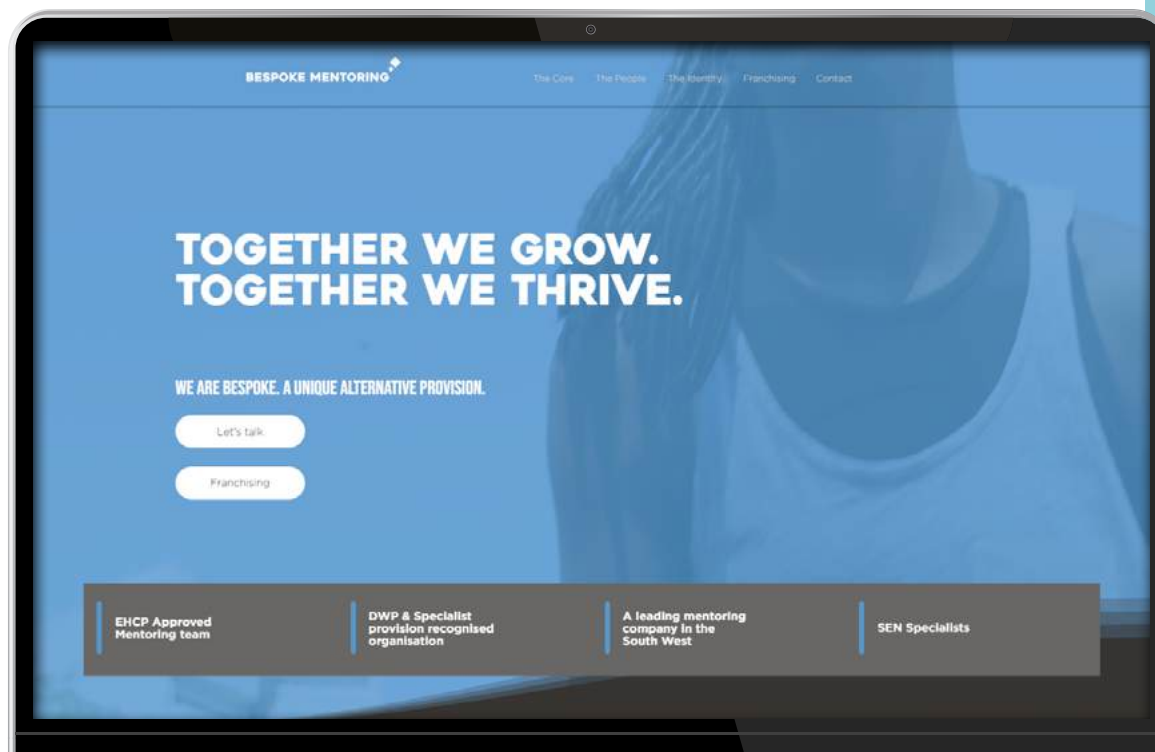 BESPOKE MENTORING
The Core The People The Identity Franchising Contact
TOGETHER WE GROW.
TOGETHER WE THRIVE.
WE ARE BESPOKE. A UNIQUE ALTERNATIVE PROVISION.
Let's talk
Franchising
EHCP Approved
Mentoring team
DWP & Specialist
provision recognised
organisation
A leading mentoring
company in the
South West
SEN Specialists